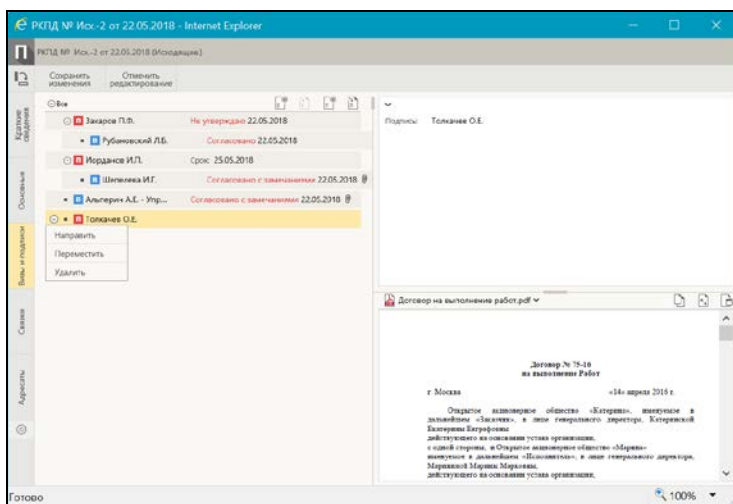 РКПД № Исх.-2 от 22.05.2018 - Internet Explorer
П
РКПД № Исх.-2 от 22.05.2018 (Исходящие)
Сохранить изменения
Отменить редактирование
Краткие сведения
Основные
Визы и подписи
Связки
Адресаты
Все
П Захаров П.Ф. Не утверждаю 22.05.2018
В Рубановский Л.Б. Согласовано 22.05.2018
П Иорданов И.П. Срок: 25.05.2018
В Шепелева И.Г. Согласовано с замечаниями 22.05.2018
В Альперин А.Е. - Упр... Согласовано с замечаниями 22.05.2018
П Толкачев О.Е.
Направить
Переместить
Удалить
Подпись: Толкачев О.Е.
Договор на выполнение работ.pdf
Договор № 75-16
на выполнение Работ
г. Москва «14» апреля 2016 г.
Открытое акционерное общество «Катерина», именуемое в
дальнейшем «Заказчик», в лице генерального директора, Катеринской
Екатерины Евграфовны
действующего на основании устава организации,
с одной стороны, и Открытое акционерное общество «Марина»
именуемое в дальнейшем «Исполнитель», в лице генерального директора,
Марининой Марины Марковны,
действующего на основании устава организации,
Готово
100%